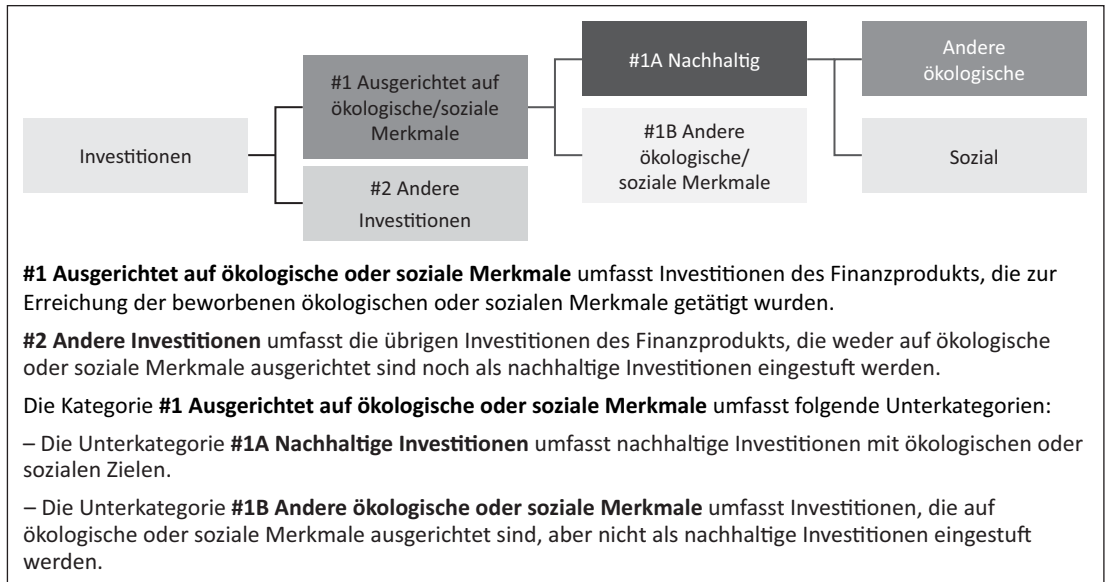 Investitionen
#1 Ausgerichtet auf
ökologische/soziale
Merkmale
#2 Andere
Investitionen
#1A Nachhaltig
#1B Andere
ökologische/
soziale Merkmale
Andere
ökologische
Sozial
#1 Ausgerichtet auf ökologische oder soziale Merkmale umfasst Investitionen des Finanzprodukts, die zur
Erreichung der beworbenen ökologischen oder sozialen Merkmale getätigt wurden.
#2 Andere Investitionen umfasst die übrigen Investitionen des Finanzprodukts, die weder auf ökologische
oder soziale Merkmale ausgerichtet sind noch als nachhaltige Investitionen eingestuft werden.
Die Kategorie #1 Ausgerichtet auf ökologische oder soziale Merkmale umfasst folgende Unterkategorien:
– Die Unterkategorie #1A Nachhaltige Investitionen umfasst nachhaltige Investitionen mit ökologischen oder
sozialen Zielen.
– Die Unterkategorie #1B Andere ökologische oder soziale Merkmale umfasst Investitionen, die auf
ökologische oder soziale Merkmale ausgerichtet sind, aber nicht als nachhaltige Investitionen eingestuft
werden.